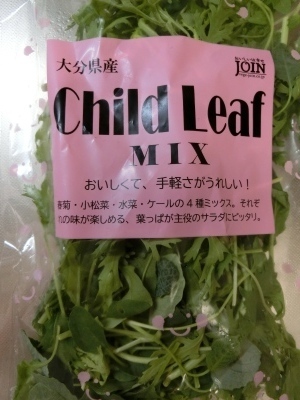 大分県産
JOIN
Child Leaf
MIX
おいしくて、手軽さがうれしい!
春菊・小松菜・水菜・ケールの4種ミックス。それぞ
れの味が楽しめる、葉っぱが主役のサラダにピッタリ。